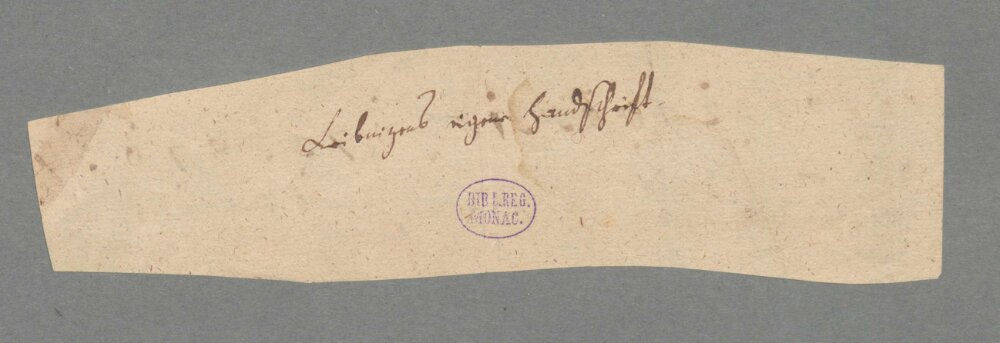 Leibnizens eigene Handschrift.
BIBL.REG.
MONAC.